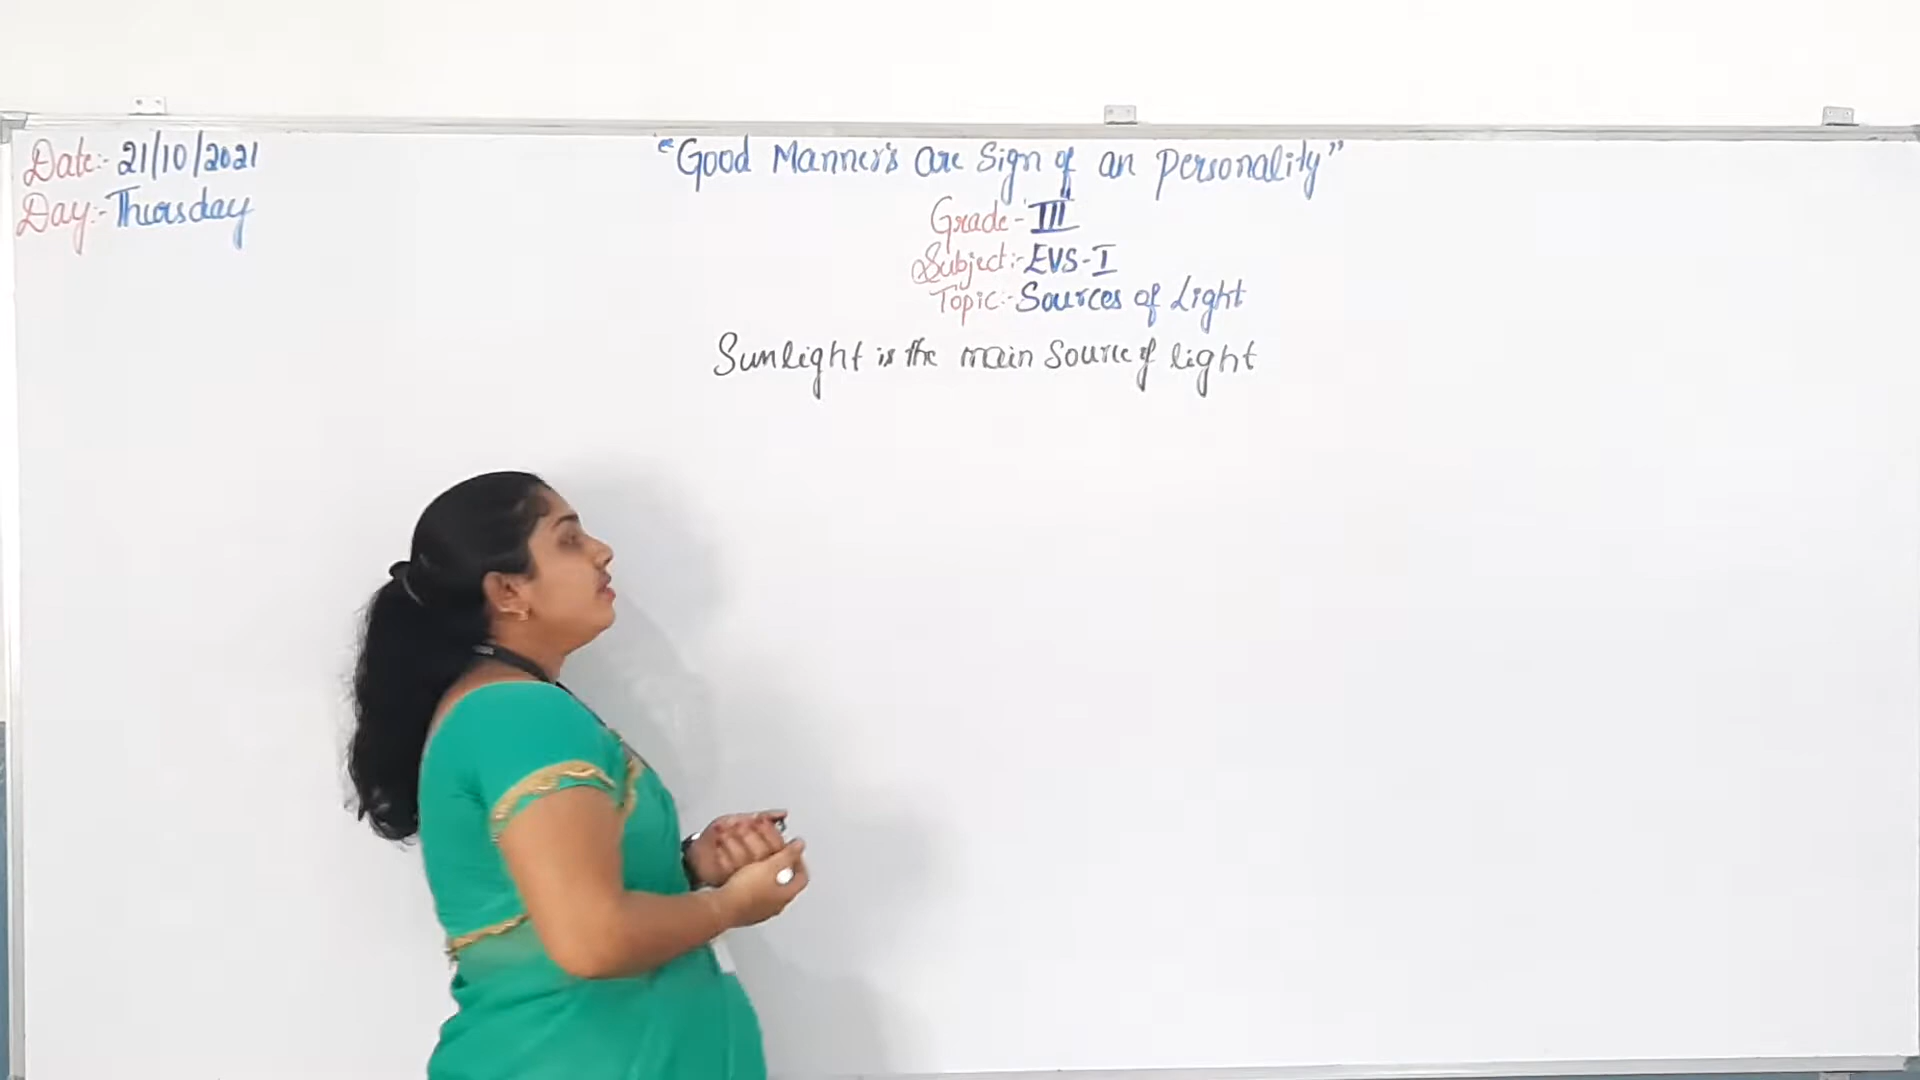 Date:- 21/10/2021
Day:- Thursday
"Good Manner's are Sign of an Personality"
Grade - III
Subject:- EVS-I
Topic:- Sources of Light
Sunlight is the main Source of light